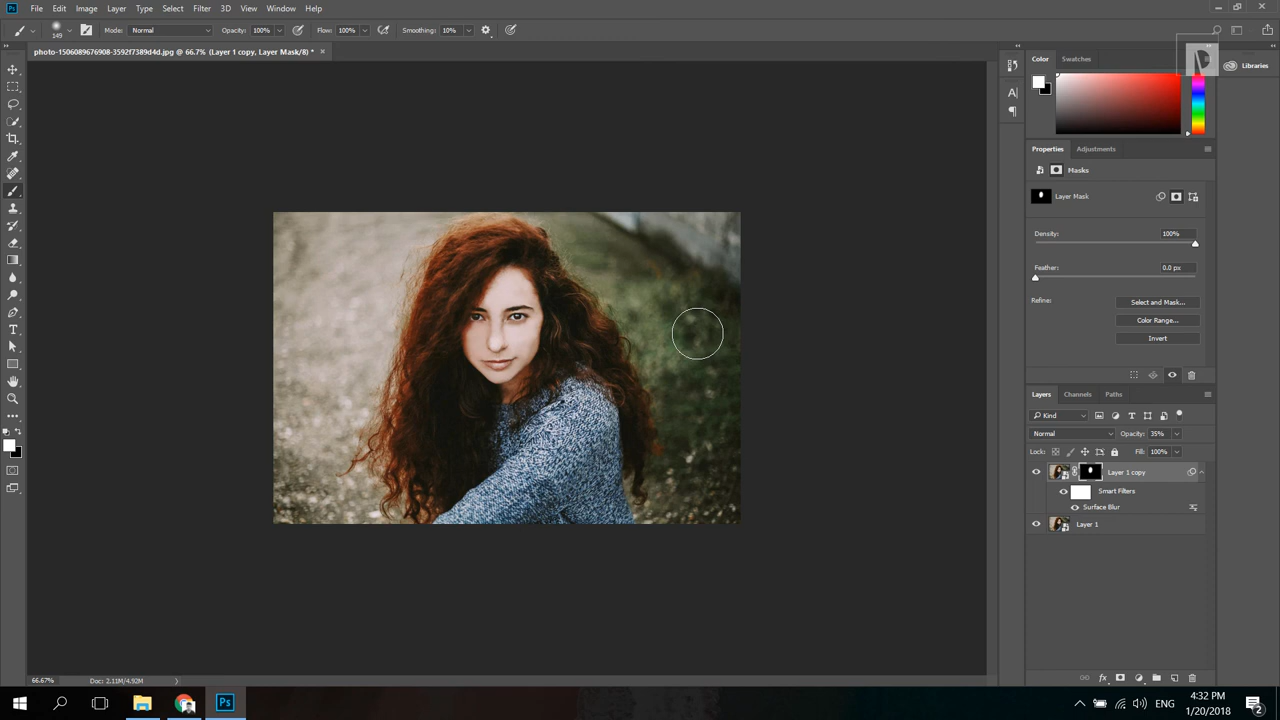 Ps File Edit Image Layer Type Select Filter 3D View Window Help
149 Mode: Normal Opacity: 100% Flow: 100% Smoothing: 10%
photo-1506089676908-3592f7389d4d.jpg @ 66.7% (Layer 1 copy, Layer Mask/8) * ×
Color Swatches
Libraries
Properties Adjustments
Masks
Layer Mask
Density: 100%
Feather: 0.0 px
Refine: Select and Mask...
Color Range...
Invert
Layers Channels Paths
Kind
Normal Opacity: 35%
Lock: Fill: 100%
Layer 1 copy
Smart Filters
Surface Blur
Layer 1
66.67% Doc: 2.11M/4.92M
Ps ENG 4:32 PM
1/20/2018 2